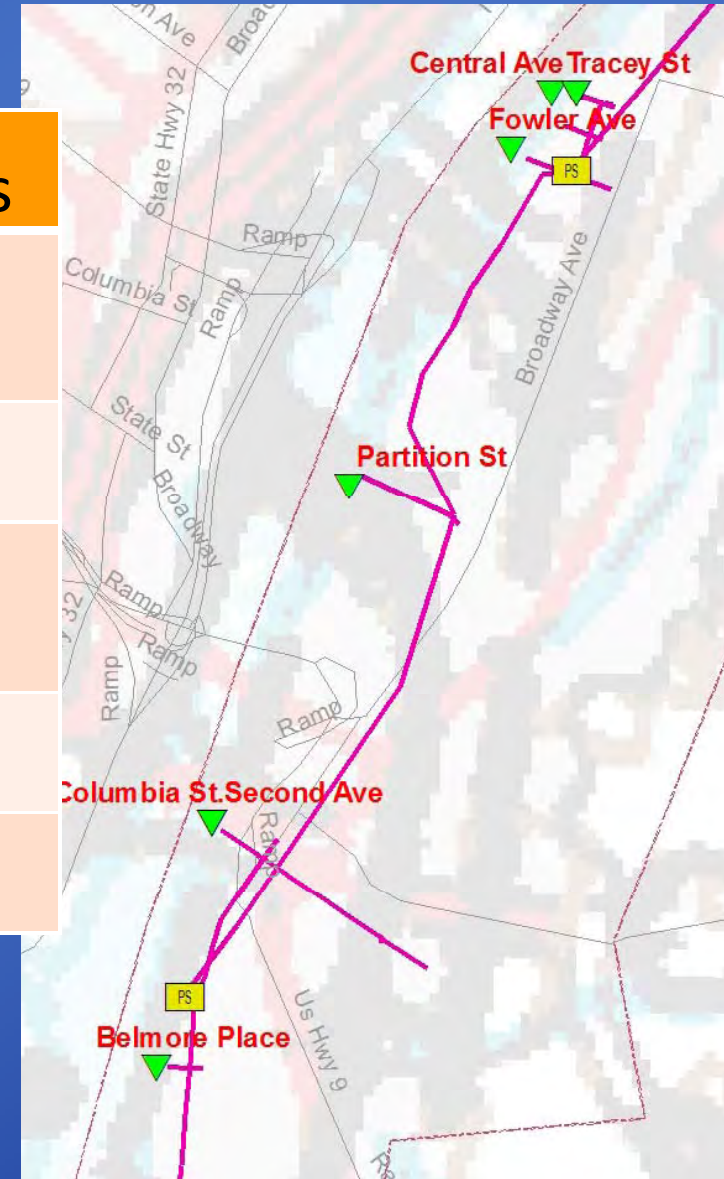 Central Ave Tracey St
Fowler Ave
PS
s
State Hwy 32
Ramp
Columbia St
Ramp
Broadway Ave
State St
Broadway
Partition St
Ramp
Ramp
Ramp
Ramp
Columbia St. Second Ave
Ramp
PS
Us Hwy 9
Belmore Place